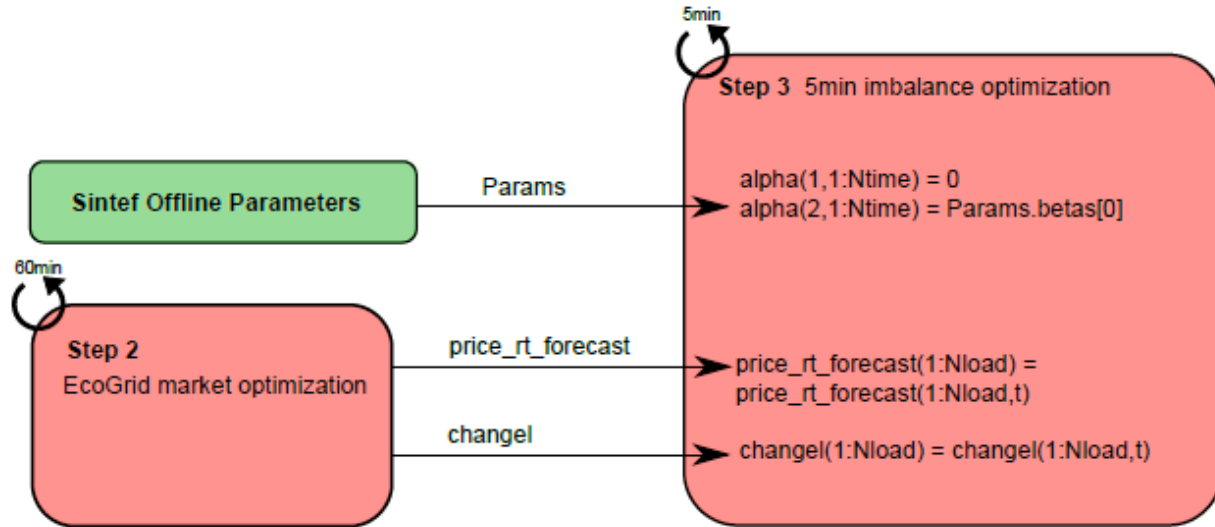 5min
Step 3 5min imbalance optimization
Sintef Offline Parameters
Params
alpha(1,1:Ntime) = 0
alpha(2,1:Ntime) = Params.betas[0]
60min
Step 2
EcoGrid market optimization
price_rt_forecast
price_rt_forecast(1:Nload) =
price_rt_forecast(1:Nload,t)
changel
changel(1:Nload) = changel(1:Nload,t)